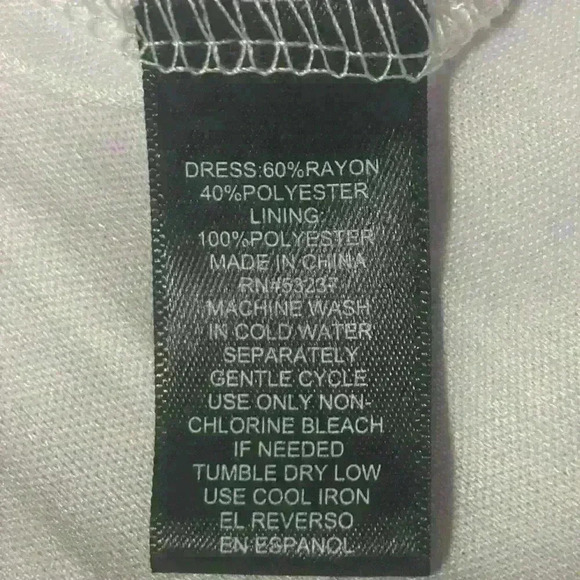 DRESS:60%RAYON
40%POLYESTER
LINING:
100%POLYESTER
MADE IN CHINA
RN#53237
MACHINE WASH
IN COLD WATER
SEPARATELY
GENTLE CYCLE
USE ONLY NON-
CHLORINE BLEACH
IF NEEDED
TUMBLE DRY LOW
USE COOL IRON
EL REVERSO
EN ESPANOL